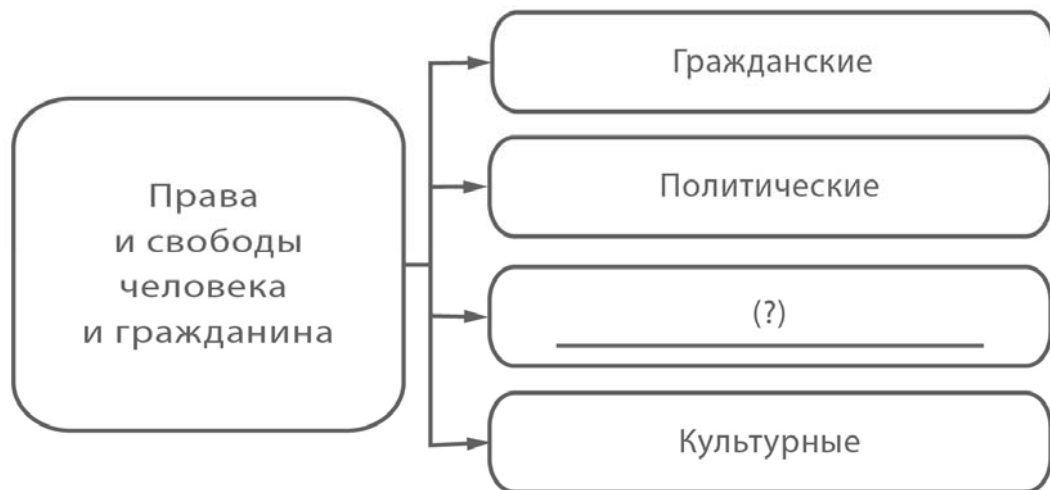 Права
и свободы
человека
и гражданина
Гражданские
Политические
(?)
Культурные